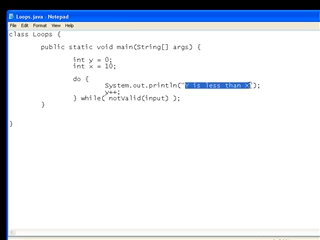 Loops.java - Notepad
File Edit Format View Help
class Loops {
public static void main(String[] args) {
int y = 0;
int x = 10;
do {
System.out.println("Y is less than X");
y++;
} while( notValid(input) );
}
}